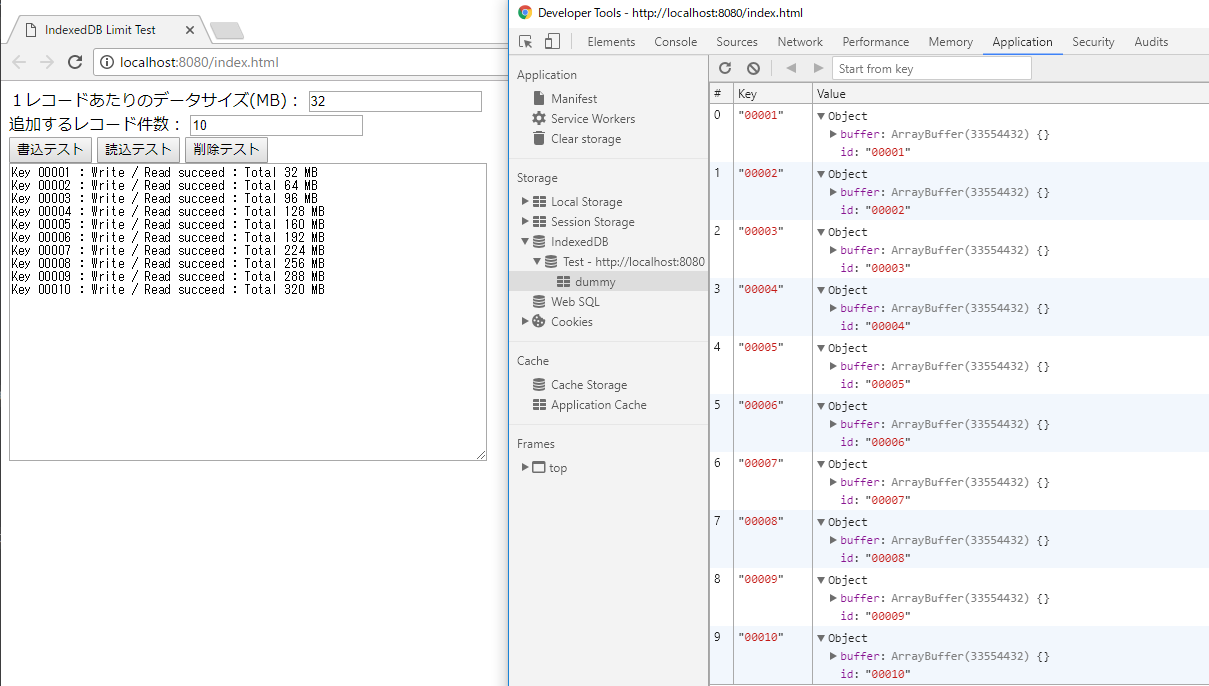 IndexedDB Limit Test
localhost:8080/index.html
１レコードあたりのデータサイズ(MB)： 32
追加するレコード件数： 10
書込テスト 読込テスト 削除テスト
Key 00001 : Write / Read succeed : Total 32 MB
Key 00002 : Write / Read succeed : Total 64 MB
Key 00003 : Write / Read succeed : Total 96 MB
Key 00004 : Write / Read succeed : Total 128 MB
Key 00005 : Write / Read succeed : Total 160 MB
Key 00006 : Write / Read succeed : Total 192 MB
Key 00007 : Write / Read succeed : Total 224 MB
Key 00008 : Write / Read succeed : Total 256 MB
Key 00009 : Write / Read succeed : Total 288 MB
Key 00010 : Write / Read succeed : Total 320 MB
Developer Tools - http://localhost:8080/index.html
Elements Console Sources Network Performance Memory Application Security Audits
Application
Manifest
Service Workers
Clear storage
Storage
Local Storage
Session Storage
IndexedDB
Test - http://localhost:8080
dummy
Web SQL
Cookies
Cache
Cache Storage
Application Cache
Frames
top
Start from key
# Key Value
0 "00001" Object
buffer: ArrayBuffer(33554432) {}
id: "00001"
1 "00002" Object
buffer: ArrayBuffer(33554432) {}
id: "00002"
2 "00003" Object
buffer: ArrayBuffer(33554432) {}
id: "00003"
3 "00004" Object
buffer: ArrayBuffer(33554432) {}
id: "00004"
4 "00005" Object
buffer: ArrayBuffer(33554432) {}
id: "00005"
5 "00006" Object
buffer: ArrayBuffer(33554432) {}
id: "00006"
6 "00007" Object
buffer: ArrayBuffer(33554432) {}
id: "00007"
7 "00008" Object
buffer: ArrayBuffer(33554432) {}
id: "00008"
8 "00009" Object
buffer: ArrayBuffer(33554432) {}
id: "00009"
9 "00010" Object
buffer: ArrayBuffer(33554432) {}
id: "00010"